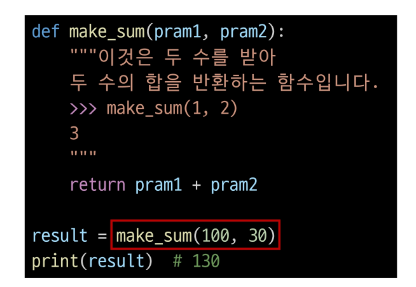 def make_sum(pram1, pram2):
    """이것은 두 수를 받아
    두 수의 합을 반환하는 함수입니다.
    >>> make_sum(1, 2)
    3
    """
    return pram1 + pram2
result = make_sum(100, 30)
print(result)  # 130